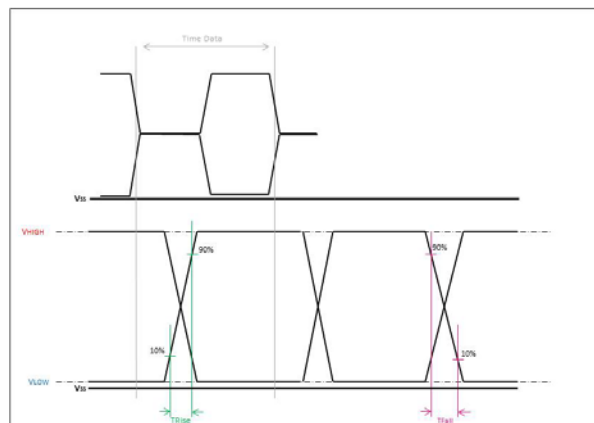 Time Data
Vss
VHIGH
90%
90%
10%
10%
VLOW
Vss
TRise
TFall